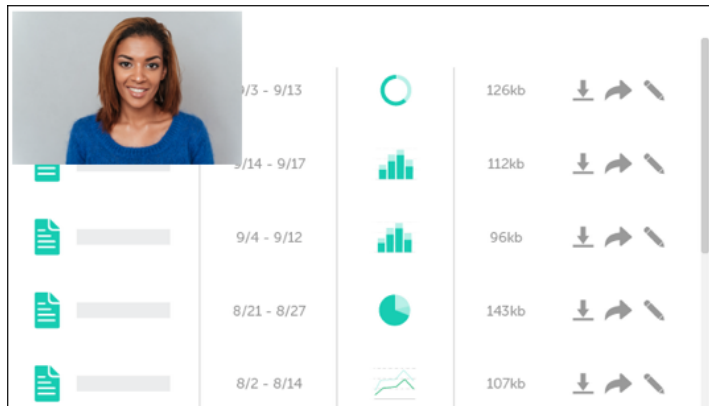 /3 - 9/13 126kb
9/14 - 9/17 112kb
9/4 - 9/12 96kb
8/21 - 8/27 143kb
8/2 - 8/14 107kb